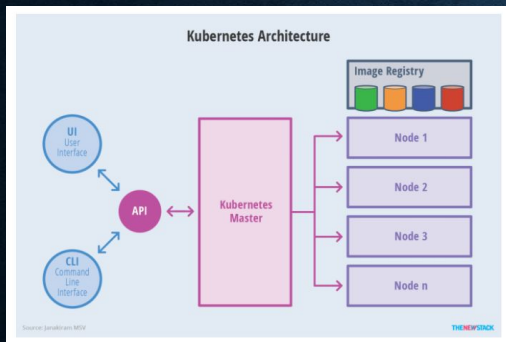 Kubernetes Architecture
Image Registry
UI
User
Interface
API
CLI
Command
Line
Interface
Kubernetes
Master
Node 1
Node 2
Node 3
Node n
Source: Janakiram MSV
THENEWSTACK